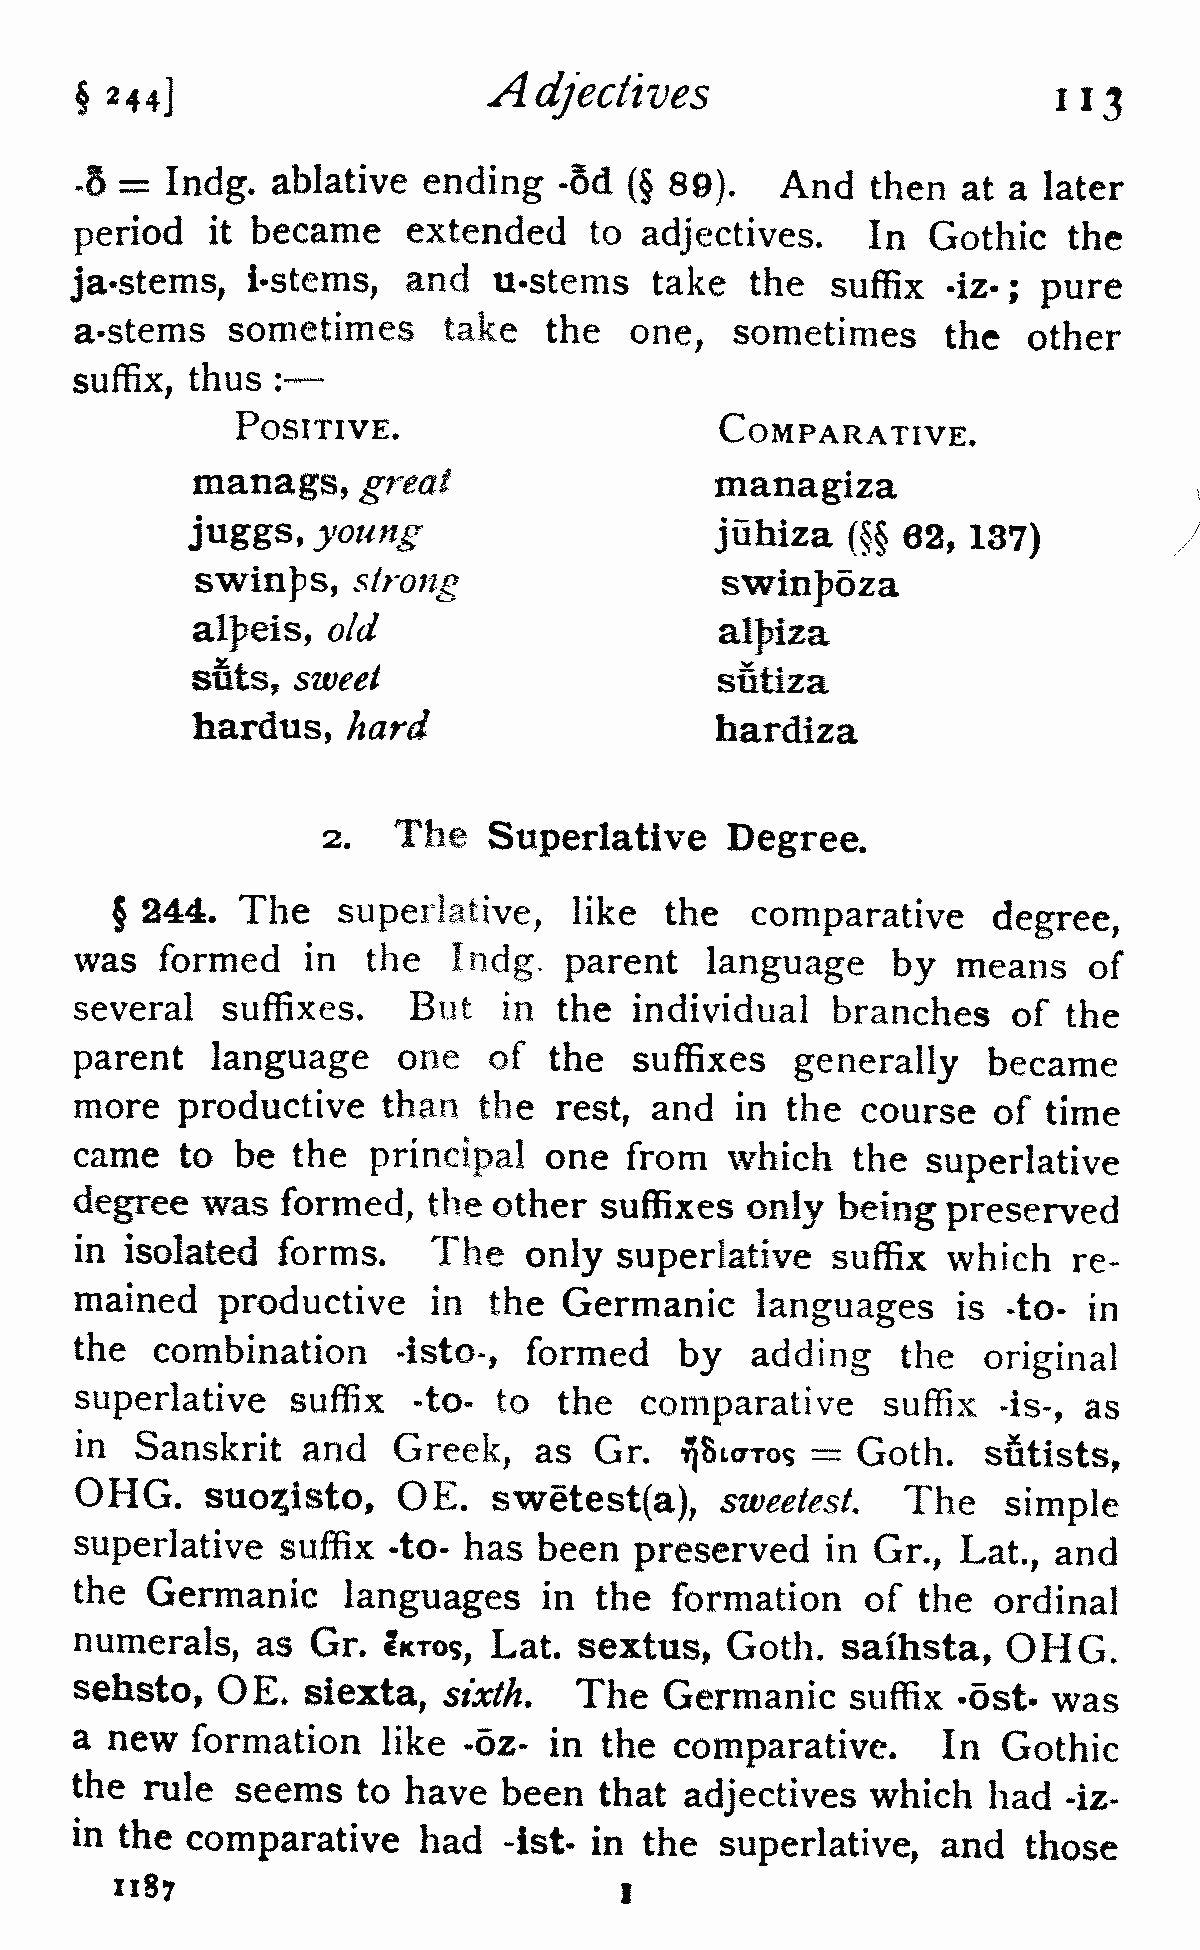 § 244] Adjectives 113
-ō̃ = Indg. ablative ending -ō̃d (§ 89). And then at a later
period it became extended to adjectives. In Gothic the
ja-stems, i-stems, and u-stems take the suffix -iz-; pure
a-stems sometimes take the one, sometimes the other
suffix, thus :—
POSITIVE. COMPARATIVE.
manags, great managiza
juggs, young jūhiza (§§ 62, 137)
swinþs, strong swinþōza
alþeis, old alþiza
sū̆ts, sweet sū̆tiza
hardus, hard hardiza
2. The Superlative Degree.
§ 244. The superlative, like the comparative degree,
was formed in the Indg. parent language by means of
several suffixes. But in the individual branches of the
parent language one of the suffixes generally became
more productive than the rest, and in the course of time
came to be the principal one from which the superlative
degree was formed, the other suffixes only being preserved
in isolated forms. The only superlative suffix which re-
mained productive in the Germanic languages is -to- in
the combination -isto-, formed by adding the original
superlative suffix -to- to the comparative suffix -is-, as
in Sanskrit and Greek, as Gr. ἥδιστος = Goth. sū̆tists,
OHG. suoʒisto, OE. swētest(a), sweetest. The simple
superlative suffix -to- has been preserved in Gr., Lat., and
the Germanic languages in the formation of the ordinal
numerals, as Gr. ἕκτος, Lat. sextus, Goth. saíhsta, OHG.
sehsto, OE. siexta, sixth. The Germanic suffix -ōst- was
a new formation like -ōz- in the comparative. In Gothic
the rule seems to have been that adjectives which had -iz-
in the comparative had -ist- in the superlative, and those
1187 I